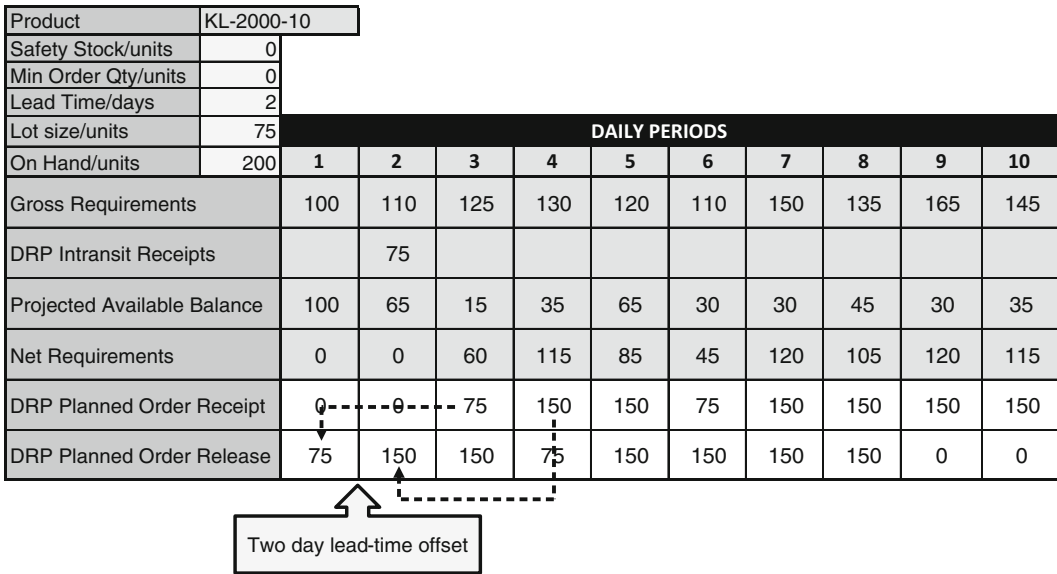 Product KL-2000-10
Safety Stock/units 0
Min Order Qty/units 0
Lead Time/days 2
Lot size/units 75 DAILY PERIODS
On Hand/units 200 1 2 3 4 5 6 7 8 9 10
Gross Requirements 100 110 125 130 120 110 150 135 165 145
DRP Intransit Receipts 75
Projected Available Balance 100 65 15 35 65 30 30 45 30 35
Net Requirements 0 0 60 115 85 45 120 105 120 115
DRP Planned Order Receipt 0 0 75 150 150 75 150 150 150 150
DRP Planned Order Release 75 150 150 75 150 150 150 150 0 0
Two day lead-time offset